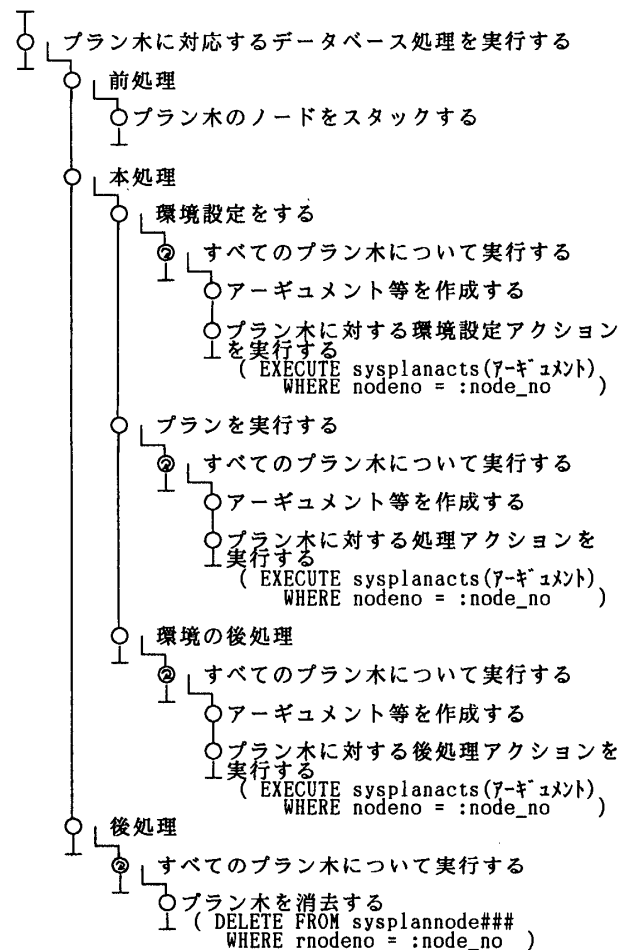 プラン木に対応するデータベース処理を実行する
前処理
プラン木のノードをスタックする
本処理
環境設定をする
すべてのプラン木について実行する
アーギュメント等を作成する
プラン木に対する環境設定アクション
を実行する
( EXECUTE sysplanacts(ｱｰｷﾞｭﾒﾝﾄ)
WHERE nodeno = :node_no )
プランを実行する
すべてのプラン木について実行する
アーギュメント等を作成する
プラン木に対する処理アクションを
実行する
( EXECUTE sysplanacts(ｱｰｷﾞｭﾒﾝﾄ)
WHERE nodeno = :node_no )
環境の後処理
すべてのプラン木について実行する
アーギュメント等を作成する
プラン木に対する後処理アクションを
実行する
( EXECUTE sysplanacts(ｱｰｷﾞｭﾒﾝﾄ)
WHERE nodeno = :node_no )
後処理
すべてのプラン木について実行する
プラン木を消去する
( DELETE FROM sysplannode###
WHERE rnodeno = :node_no )